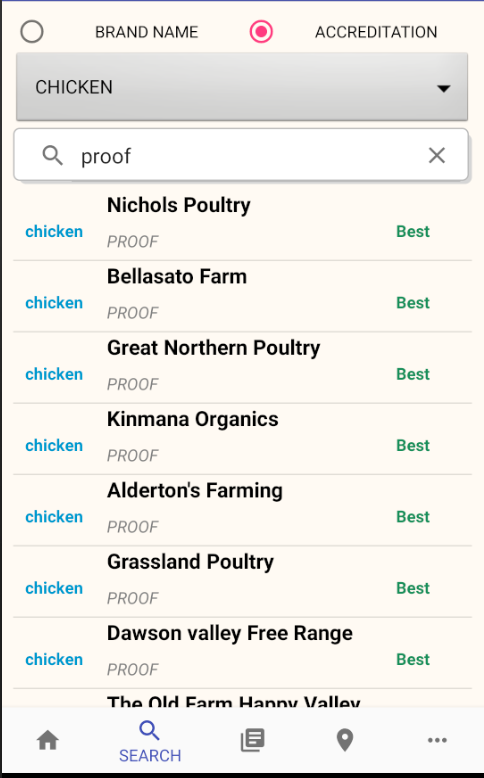 BRAND NAME ACCREDITATION
CHICKEN
proof
Nichols Poultry
chicken Best
PROOF
Bellasato Farm
chicken Best
PROOF
Great Northern Poultry
chicken Best
PROOF
Kinmana Organics
chicken Best
PROOF
Alderton's Farming
chicken Best
PROOF
Grassland Poultry
chicken Best
PROOF
Dawson valley Free Range
chicken Best
PROOF
The Old Farm Happy Valley
SEARCH